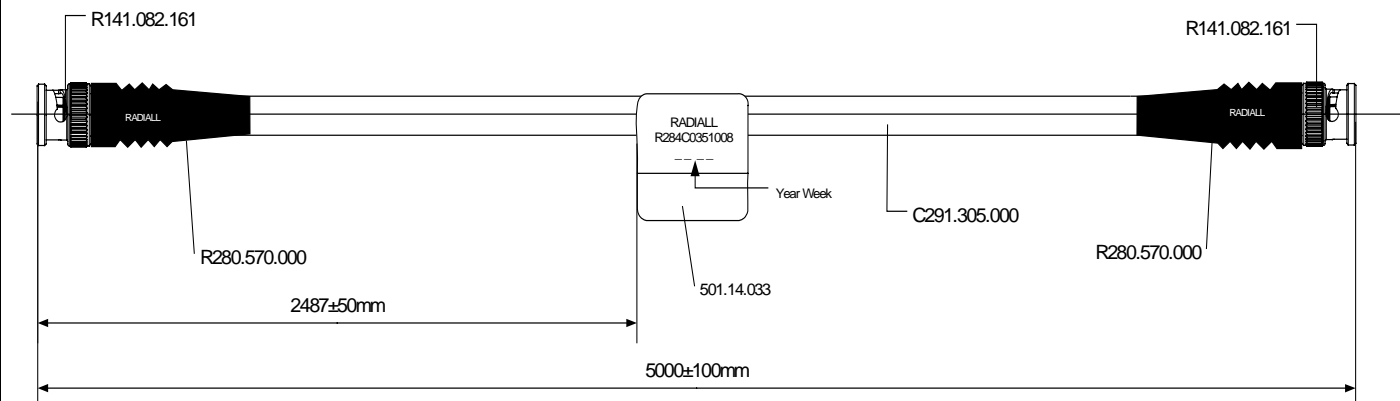 R141.082.161
R141.082.161
RADIALL
RADIALL
RADIALL
R284C0351008
Year Week
C291.305.000
R280.570.000
R280.570.000
501.14.033
2487±50mm
5000±100mm